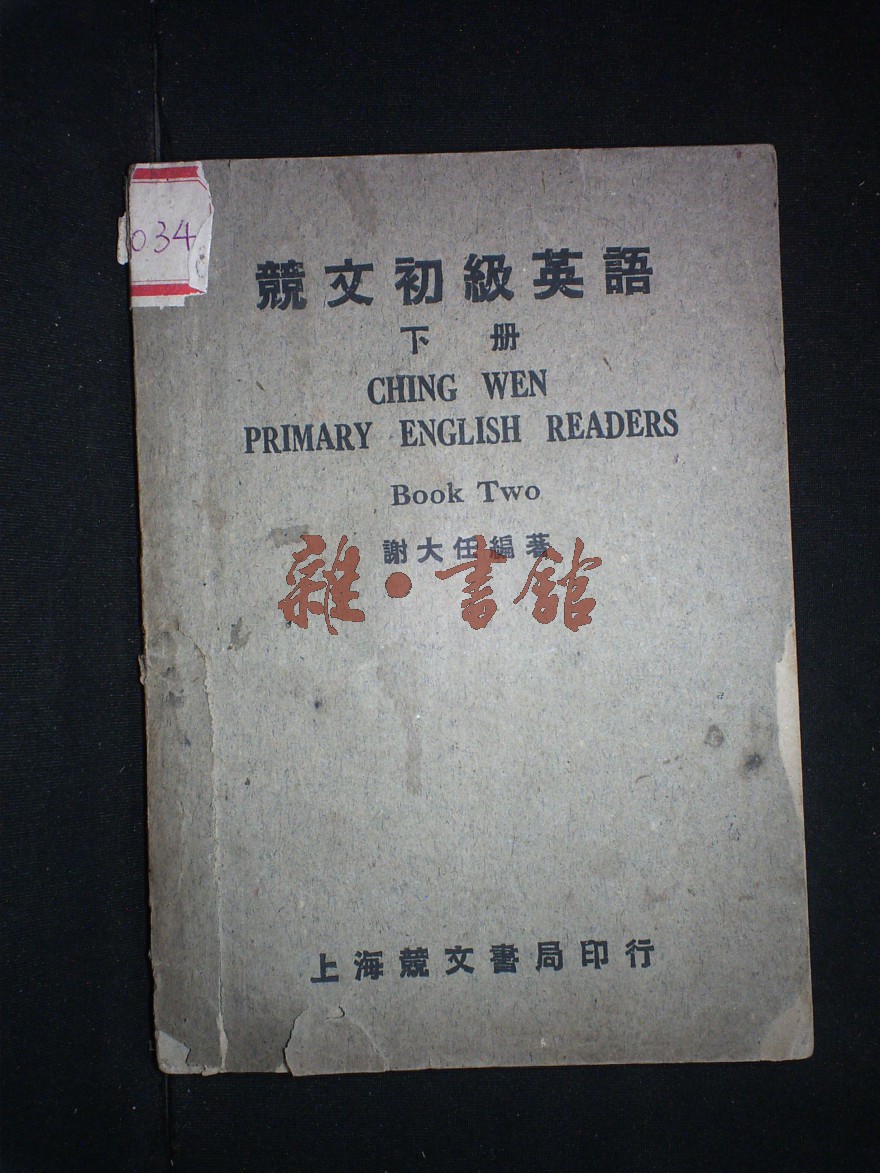 034
競文初級英語
下册
CHING WEN
PRIMARY ENGLISH READERS
Book Two
謝大任編著
雜·書館
上海競文書局印行